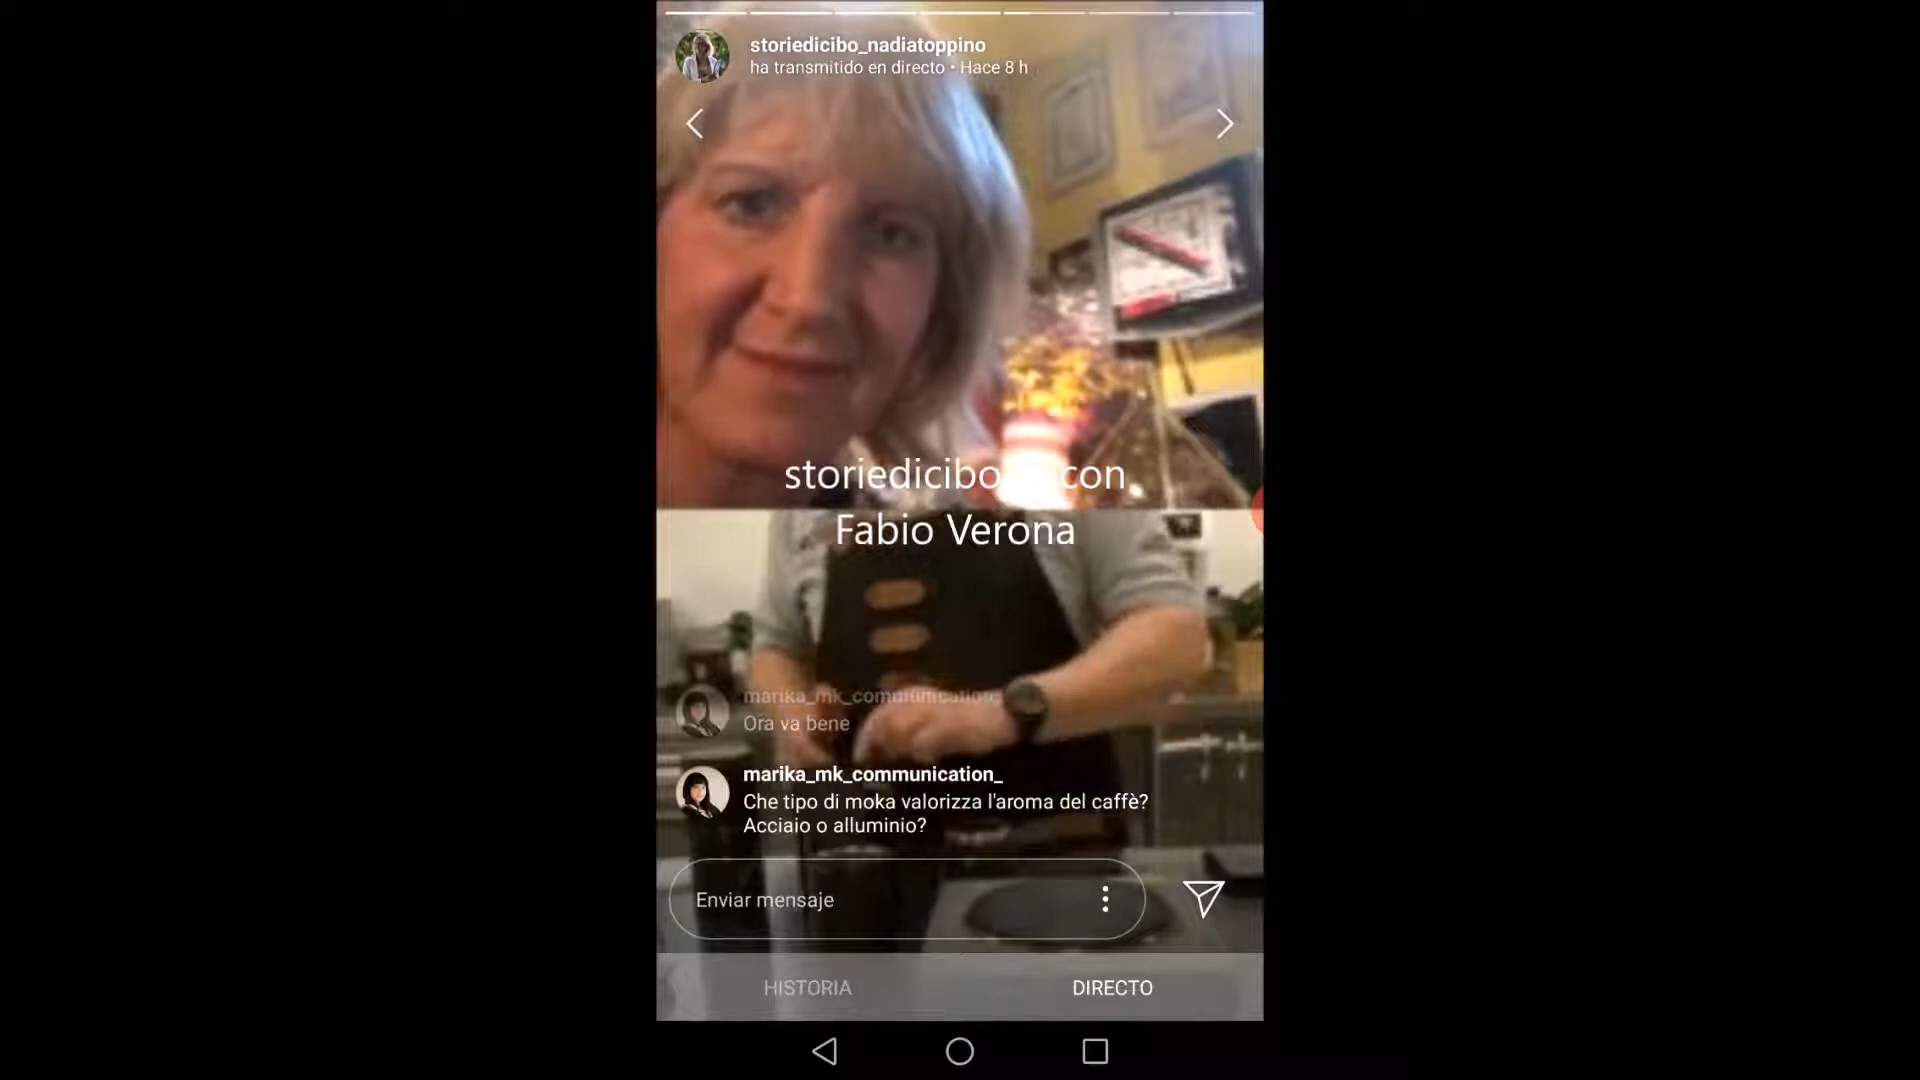 storiedicibo_nadiatoppino
ha transmitido en directo • Hace 8 h
storiedicibo con
Fabio Verona
marika_mk_communication_
Ora va bene
marika_mk_communication_
Che tipo di moka valorizza l'aroma del caffè?
Acciaio o alluminio?
Enviar mensaje
HISTORIA
DIRECTO